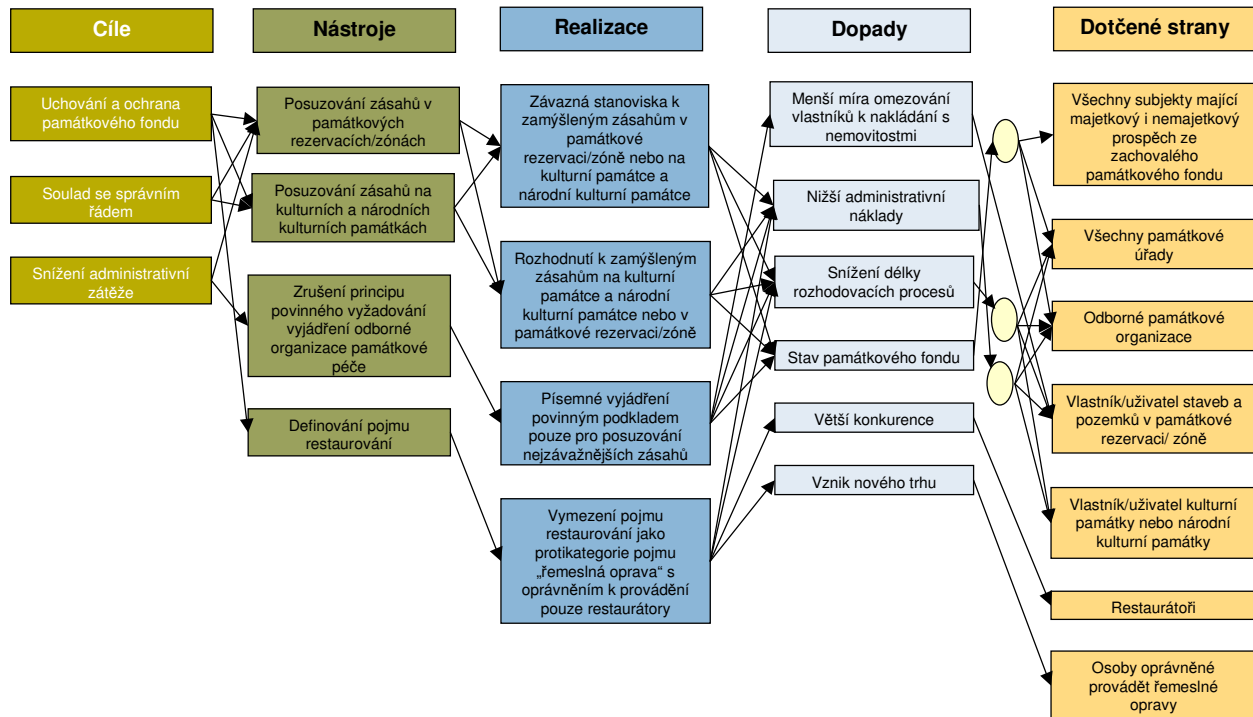 Cíle
Nástroje
Realizace
Dopady
Dotčené strany
Uchování a ochrana
památkového fondu
Soulad se správním
řádem
Snížení administrativní
zátěže
Posuzování zásahů v
památkových
rezervacích/zónách
Posuzování zásahů na
kulturních a národních
kulturních památkách
Zrušení principu
povinného vyžadování
vyjádření odborné
organizace památkové
péče
Definování pojmu
restaurování
Závazná stanoviska k
zamýšleným zásahům v
památkové
rezervaci/zóně nebo na
kulturní památce a
národní kulturní památce
Rozhodnutí k zamýšleným
zásahům na kulturní
památce a národní
kulturní památce nebo v
památkové rezervaci/zóně
Písemné vyjádření
povinným podkladem
pouze pro posuzování
nejzávažnějších zásahů
Vymezení pojmu
restaurování jako
protikategorie pojmu
„řemeslná oprava“ s
oprávněním k provádění
pouze restaurátory
Menší míra omezování
vlastníků k nakládání s
nemovitostmi
Nižší administrativní
náklady
Snížení délky
rozhodovacích procesů
Stav památkového fondu
Větší konkurence
Vznik nového trhu
Všechny subjekty mající
majetkový i nemajetkový
prospěch ze
zachovalého
památkového fondu
Všechny památkové
úřady
Odborné památkové
organizace
Vlastník/uživatel staveb a
pozemků v památkové
rezervaci/ zóně
Vlastník/uživatel kulturní
památky nebo národní
kulturní památky
Restaurátoři
Osoby oprávněné
provádět řemeslné
opravy